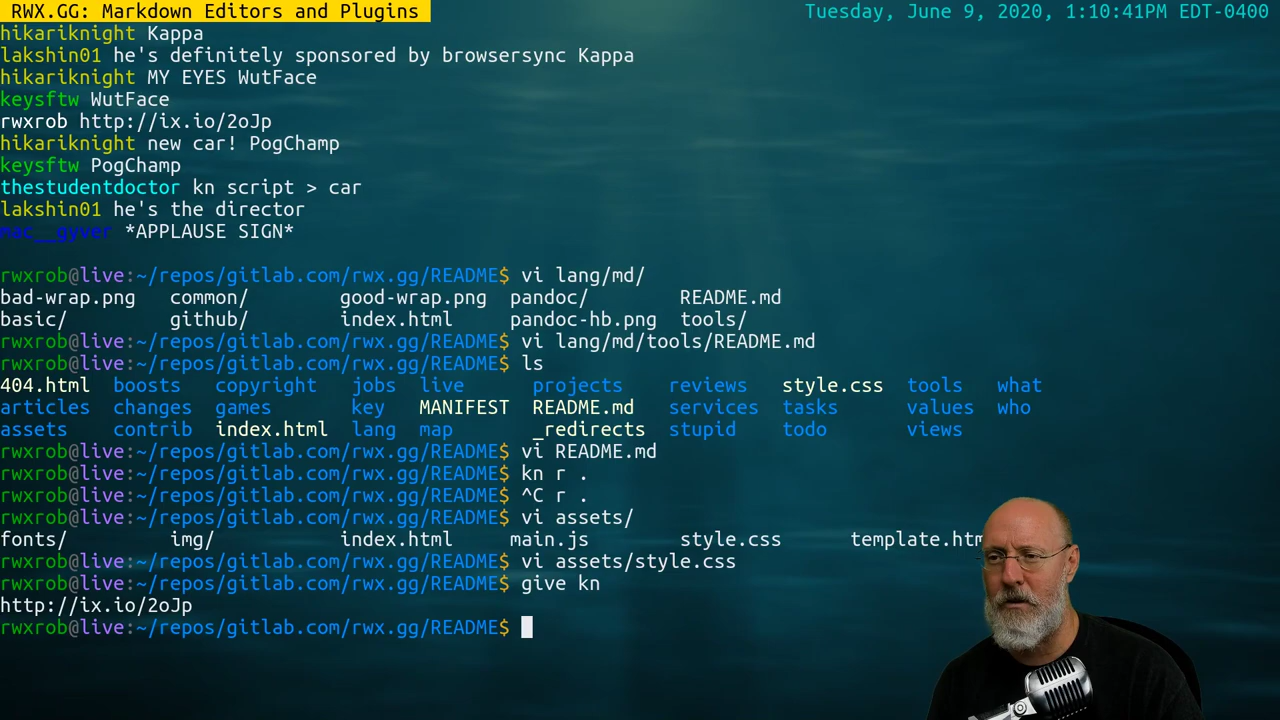 RWX.GG: Markdown Editors and Plugins Tuesday, June 9, 2020, 1:10:41PM EDT-0400
hikariknight Kappa
lakshin01 he's definitely sponsored by browsersync Kappa
hikariknight MY EYES WutFace
keysftw WutFace
rwxrob http://ix.io/2oJp
hikariknight new car! PogChamp
keysftw PogChamp
thestudentdoctor kn script > car
lakshin01 he's the director
mac__gyver *APPLAUSE SIGN*
rwxrob@live:~/repos/gitlab.com/rwx.gg/README$ vi lang/md/
bad-wrap.png common/ good-wrap.png pandoc/ README.md
basic/ github/ index.html pandoc-hb.png tools/
rwxrob@live:~/repos/gitlab.com/rwx.gg/README$ vi lang/md/tools/README.md
rwxrob@live:~/repos/gitlab.com/rwx.gg/README$ ls
404.html boosts copyright jobs live projects reviews style.css tools what
articles changes games key MANIFEST README.md services tasks values who
assets contrib index.html lang map _redirects stupid todo views
rwxrob@live:~/repos/gitlab.com/rwx.gg/README$ vi README.md
rwxrob@live:~/repos/gitlab.com/rwx.gg/README$ kn r .
rwxrob@live:~/repos/gitlab.com/rwx.gg/README$ ^C r .
rwxrob@live:~/repos/gitlab.com/rwx.gg/README$ vi assets/
fonts/ img/ index.html main.js style.css template.htm
rwxrob@live:~/repos/gitlab.com/rwx.gg/README$ vi assets/style.css
rwxrob@live:~/repos/gitlab.com/rwx.gg/README$ give kn
http://ix.io/2oJp
rwxrob@live:~/repos/gitlab.com/rwx.gg/README$